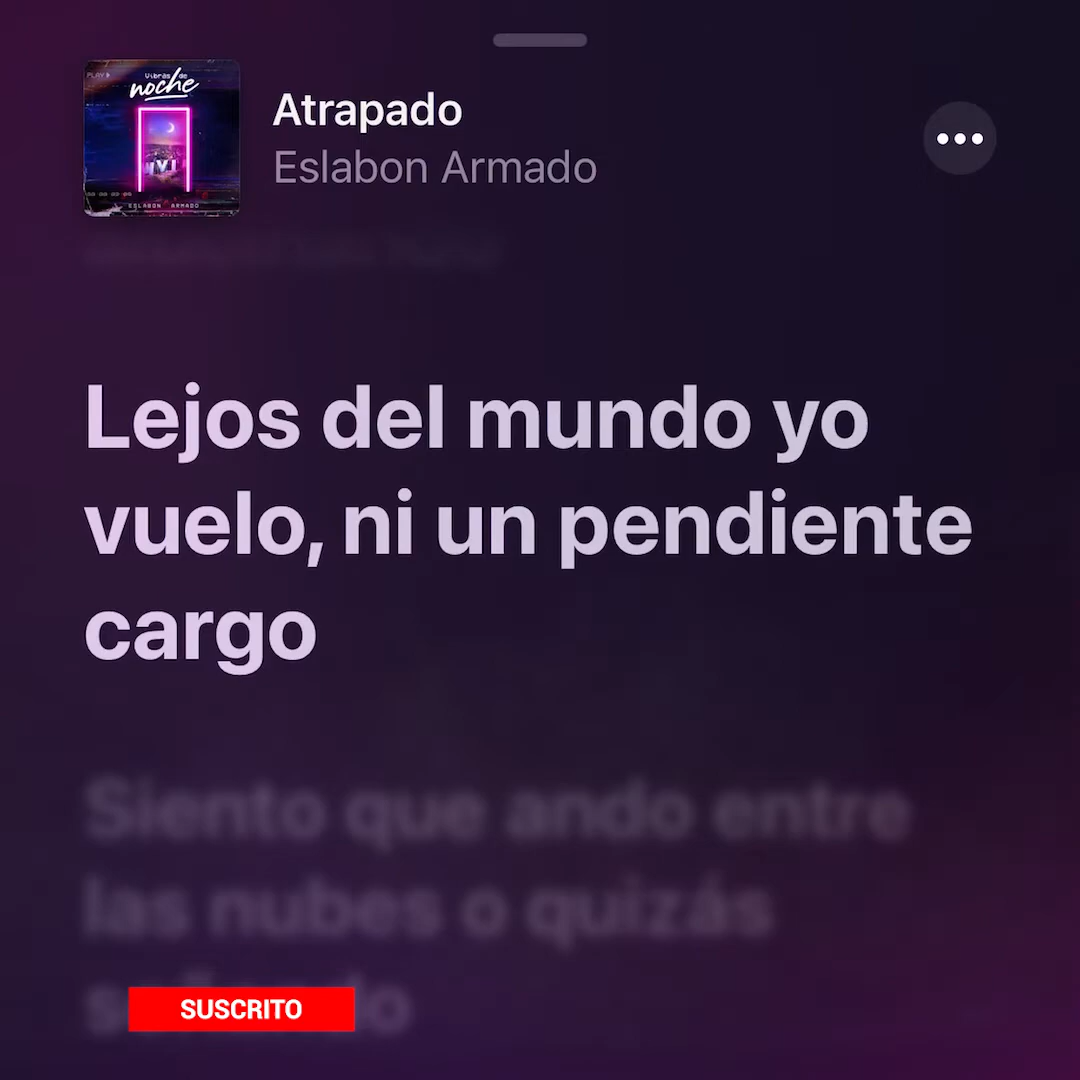 PLAY
Vibras de
noche
ESLABON ARMADO
Atrapado
Eslabon Armado
Lejos del mundo yo
vuelo, ni un pendiente
cargo
Siento que ando entre
las nubes o quizás
SUSCRITO